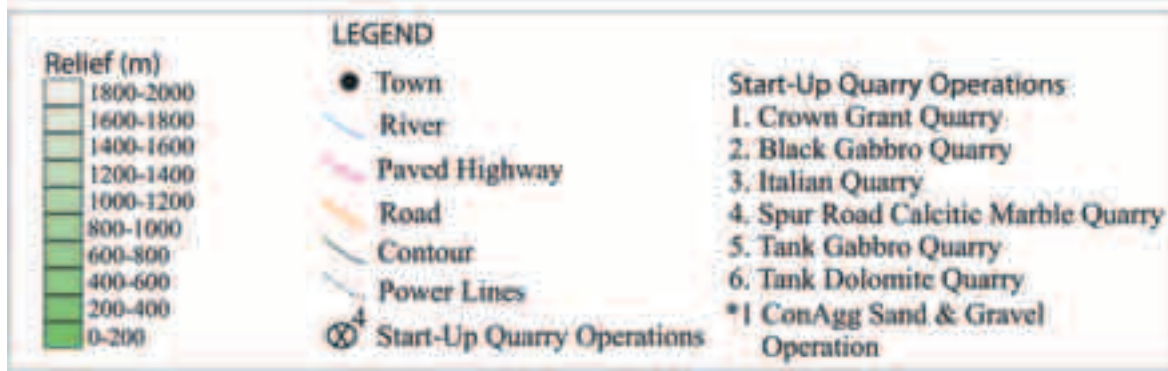 LEGEND
Relief (m)
1800-2000
1600-1800
1400-1600
1200-1400
1000-1200
800-1000
600-800
400-600
200-400
0-200
Town
River
Paved Highway
Road
Contour
Power Lines
4
Start-Up Quarry Operations
Start-Up Quarry Operations
1. Crown Grant Quarry
2. Black Gabbro Quarry
3. Italian Quarry
4. Spur Road Calcitic Marble Quarry
5. Tank Gabbro Quarry
6. Tank Dolomite Quarry
*1 ConAgg Sand & Gravel
Operation